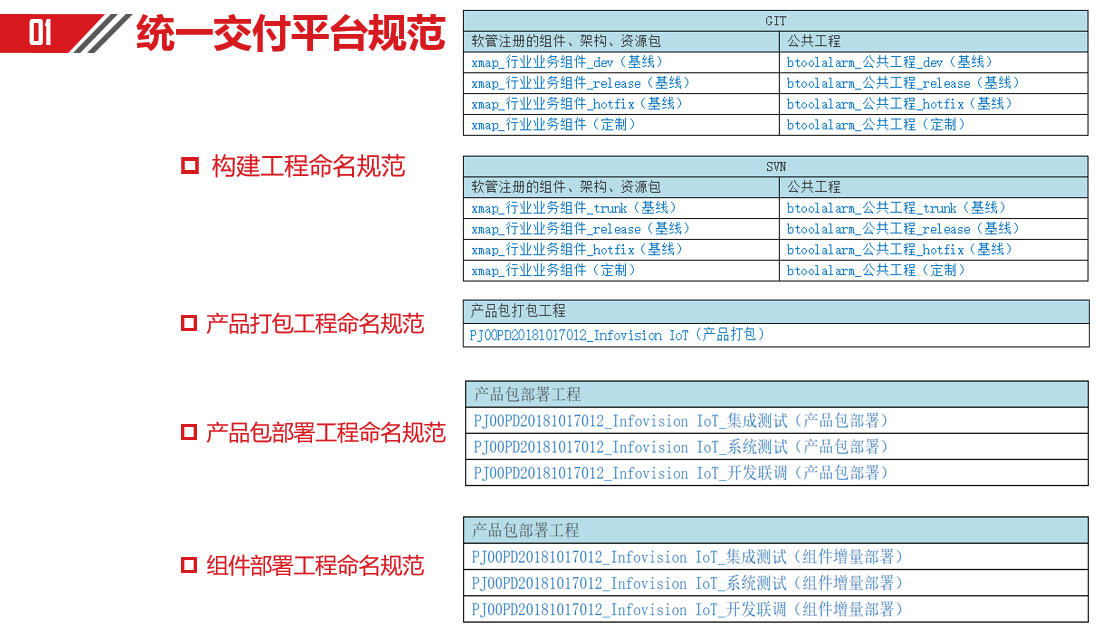 01 统一交付平台规范
GIT
软管注册的组件、架构、资源包 公共工程
xmap_行业业务组件_dev（基线） btoolalarm_公共工程_dev（基线）
xmap_行业业务组件_release（基线） btoolalarm_公共工程_release（基线）
xmap_行业业务组件_hotfix（基线） btoolalarm_公共工程_hotfix（基线）
xmap_行业业务组件（定制） btoolalarm_公共工程（定制）
构建工程命名规范
SVN
软管注册的组件、架构、资源包 公共工程
xmap_行业业务组件_trunk（基线） btoolalarm_公共工程_trunk（基线）
xmap_行业业务组件_release（基线） btoolalarm_公共工程_release（基线）
xmap_行业业务组件_hotfix（基线） btoolalarm_公共工程_hotfix（基线）
xmap_行业业务组件（定制） btoolalarm_公共工程（定制）
产品打包工程命名规范
产品包打包工程
PJ00PD20181017012_Infovision IoT（产品打包）
产品包部署工程命名规范
产品包部署工程
PJ00PD20181017012_Infovision IoT_集成测试（产品包部署）
PJ00PD20181017012_Infovision IoT_系统测试（产品包部署）
PJ00PD20181017012_Infovision IoT_开发联调（产品包部署）
组件部署工程命名规范
产品包部署工程
PJ00PD20181017012_Infovision IoT_集成测试（组件增量部署）
PJ00PD20181017012_Infovision IoT_系统测试（组件增量部署）
PJ00PD20181017012_Infovision IoT_开发联调（组件增量部署）